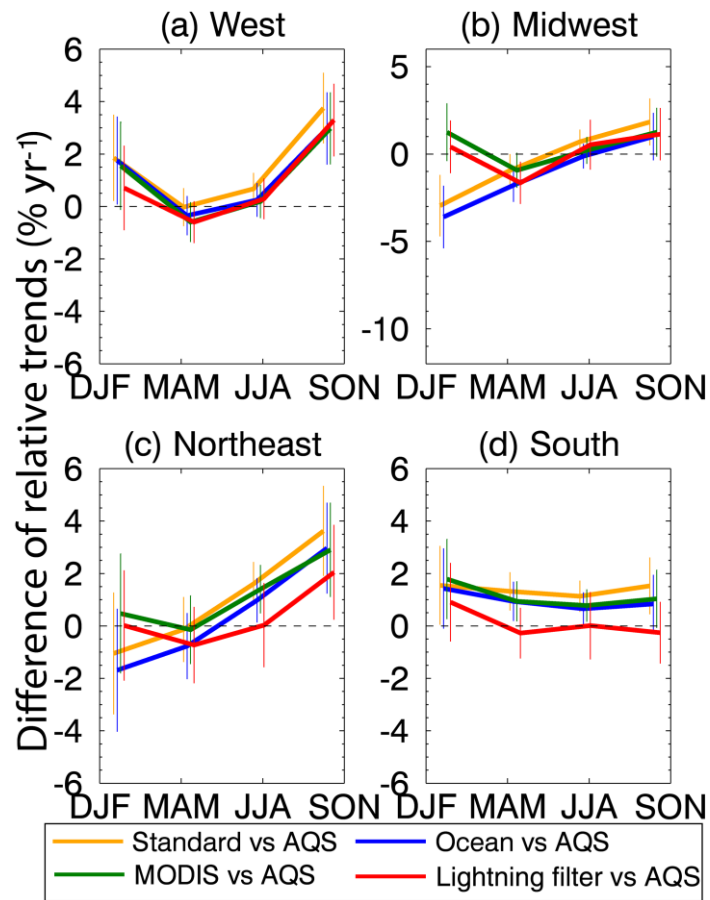 (a) West
(b) Midwest
6
4
2
0
-2
-4
-6
5
0
-5
-10
DJF MAM JJA SON
DJF MAM JJA SON
Difference of relative trends (% yr⁻¹)
(c) Northeast
(d) South
6
4
2
0
-2
-4
-6
6
4
2
0
-2
-4
-6
DJF MAM JJA SON
DJF MAM JJA SON
Standard vs AQS
Ocean vs AQS
MODIS vs AQS
Lightning filter vs AQS